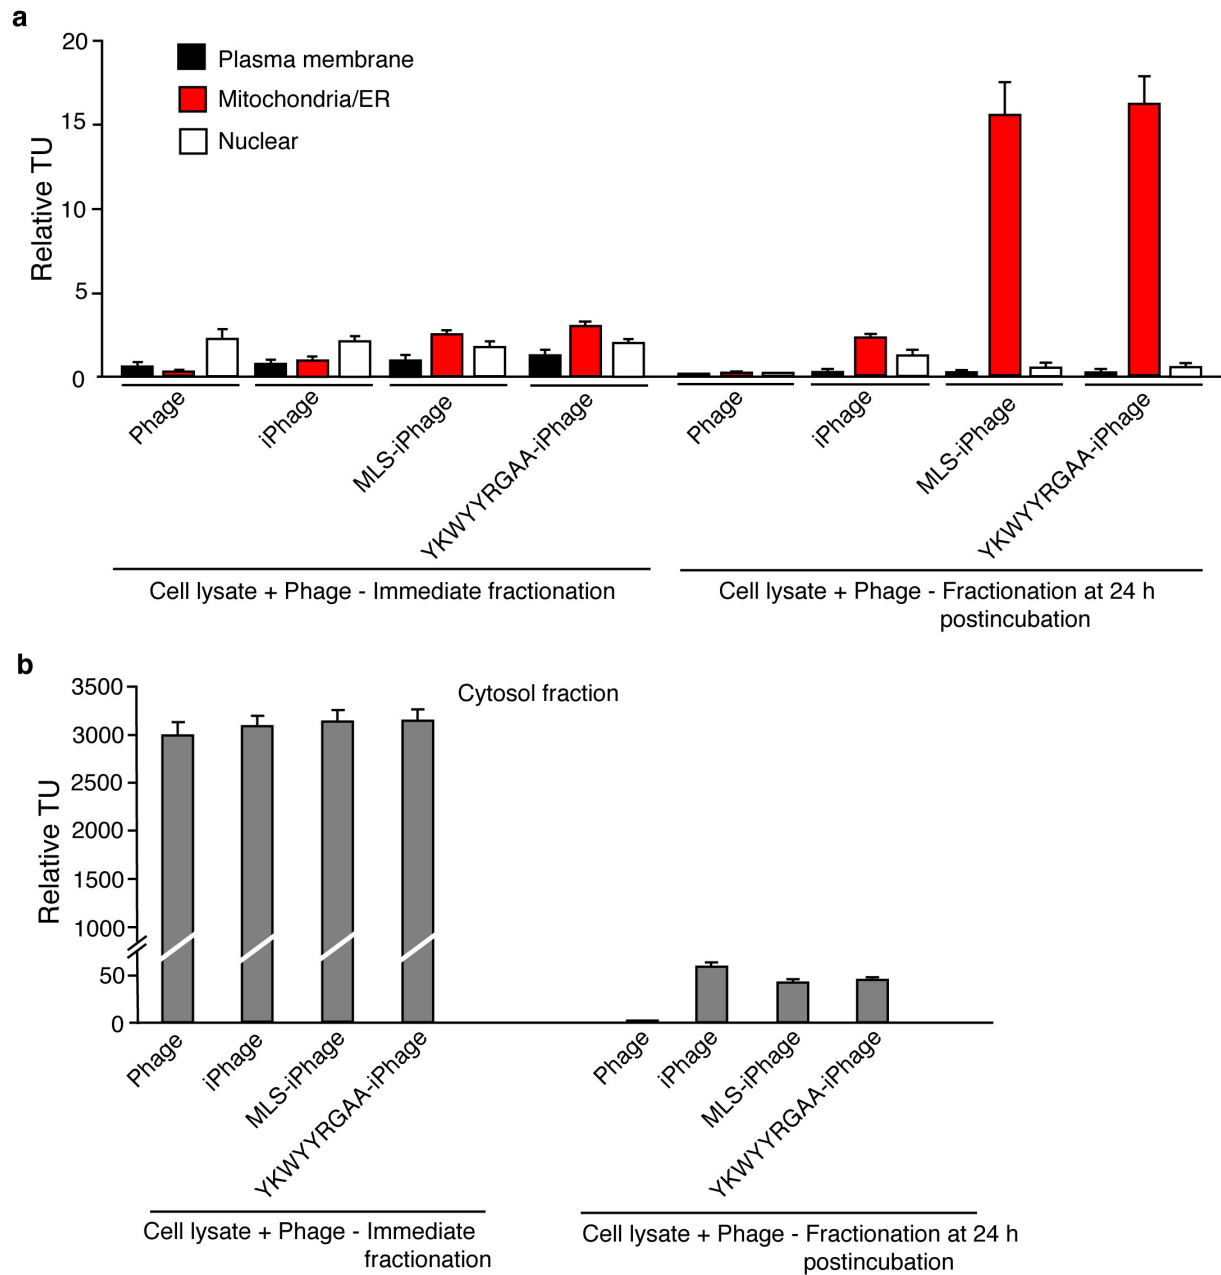 a
20
15
10
5
0
Relative TU
Plasma membrane
Mitochondria/ER
Nuclear
Phage
iPhage
MLS-iPhage
YKWYYRGAA-iPhage
Phage
iPhage
MLS-iPhage
YKWYYRGAA-iPhage
Cell lysate + Phage - Immediate fractionation
Cell lysate + Phage - Fractionation at 24 h
postincubation
b
3500
3000
2500
2000
1500
1000
50
0
Relative TU
Cytosol fraction
Phage
iPhage
MLS-iPhage
YKWYYRGAA-iPhage
Phage
iPhage
MLS-iPhage
YKWYYRGAA-iPhage
Cell lysate + Phage - Immediate
fractionation
Cell lysate + Phage - Fractionation at 24 h
postincubation